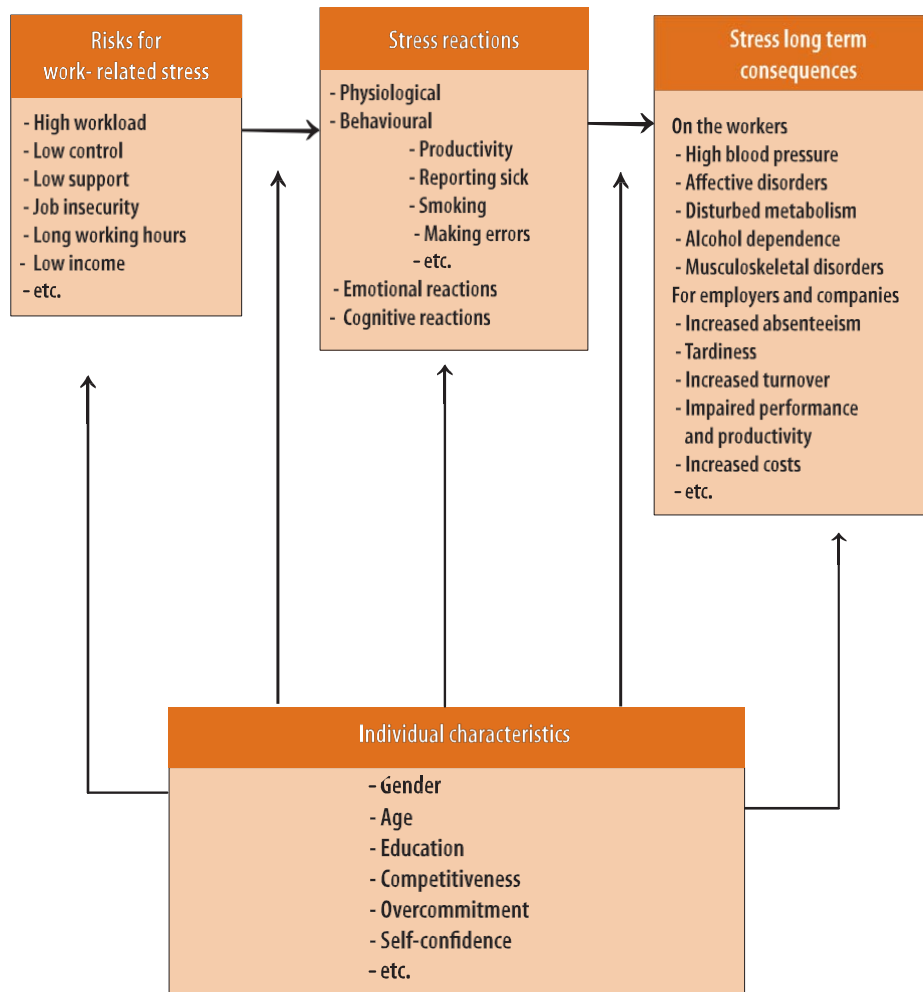 Risks for
work- related stress
- High workload
- Low control
- Low support
- Job insecurity
- Long working hours
- Low income
- etc.
Stress reactions
- Physiological
- Behavioural
- Productivity
- Reporting sick
- Smoking
- Making errors
- etc.
- Emotional reactions
- Cognitive reactions
Stress long term
consequences
On the workers
- High blood pressure
- Affective disorders
- Disturbed metabolism
- Alcohol dependence
- Musculoskeletal disorders
For employers and companies
- Increased absenteeism
- Tardiness
- Increased turnover
- Impaired performance
and productivity
- Increased costs
- etc.
Individual characteristics
- Gender
- Age
- Education
- Competitiveness
- Overcommitment
- Self-confidence
- etc.